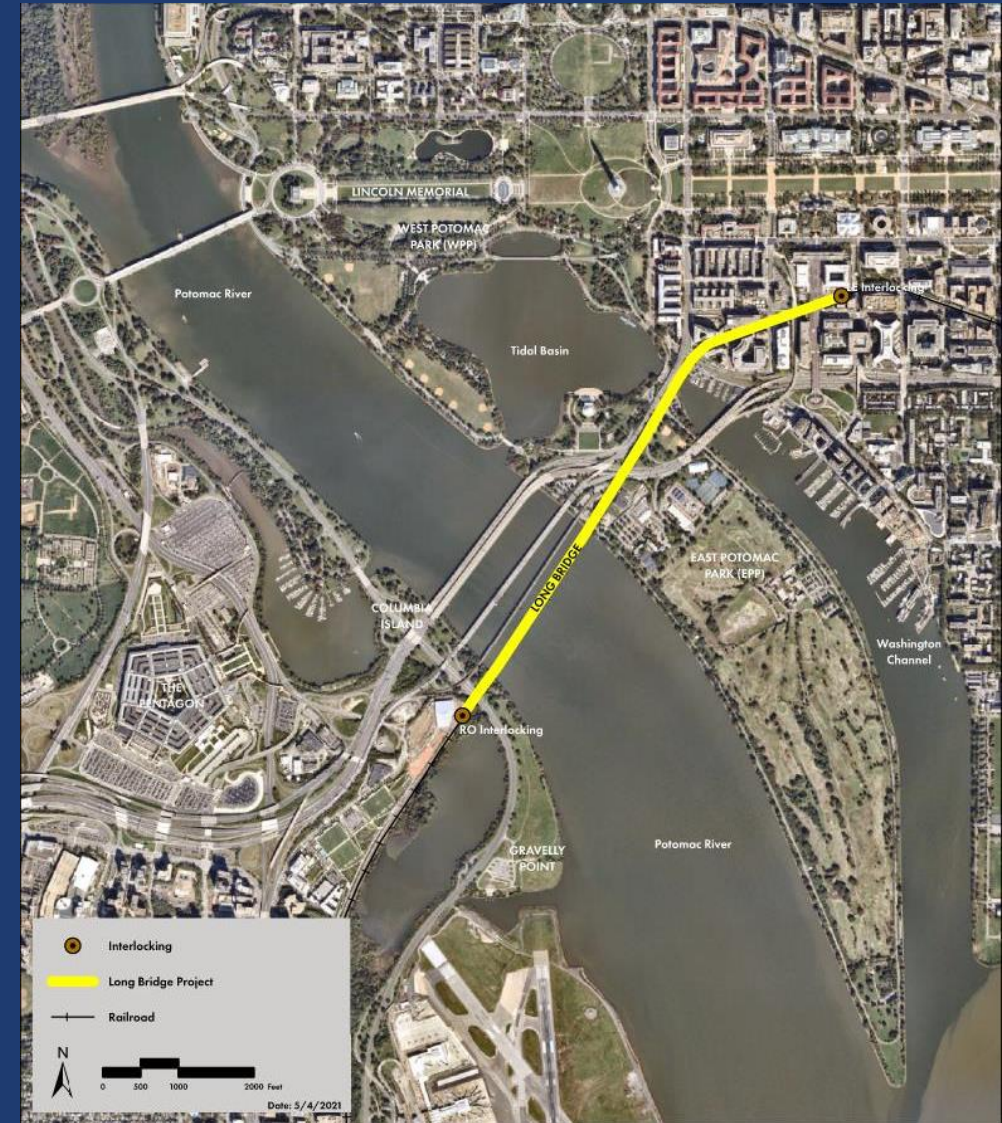 LINCOLN MEMORIAL
WEST POTOMAC
PARK (WPP)
Potomac River
LE Interlocking
Tidal Basin
LONG BRIDGE
EAST POTOMAC
PARK (EPP)
COLUMBIA
ISLAND
Washington
Channel
THE
PENTAGON
RO Interlocking
Potomac River
GRAVELLY
POINT
Interlocking
Long Bridge Project
Railroad
N
0 500 1000 2000 Feet
Date: 5/4/2021